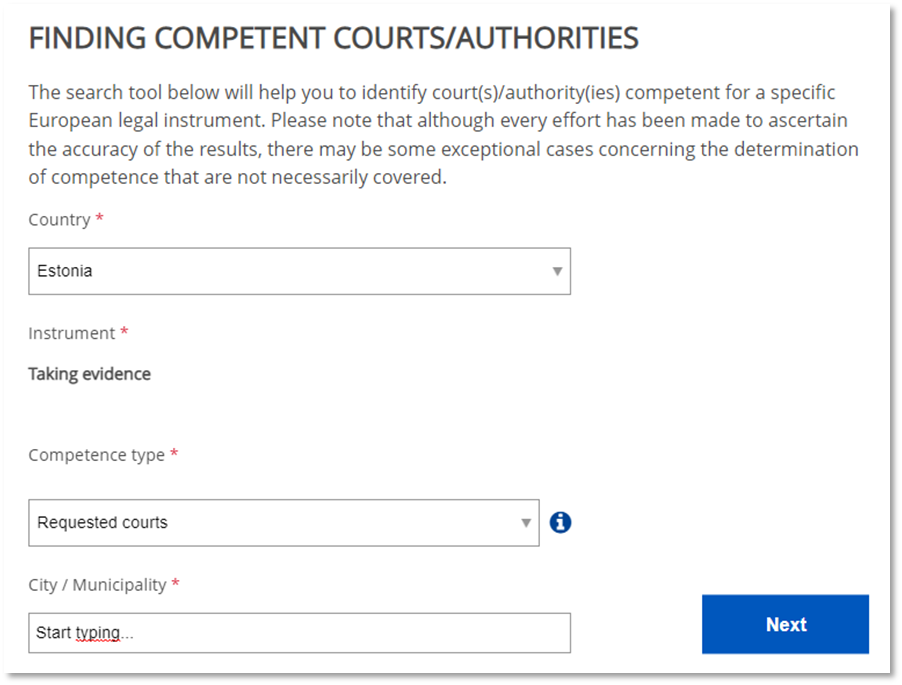 FINDING COMPETENT COURTS/AUTHORITIES
The search tool below will help you to identify court(s)/authority(ies) competent for a specific
European legal instrument. Please note that although every effort has been made to ascertain
the accuracy of the results, there may be some exceptional cases concerning the determination
of competence that are not necessarily covered.
Country *
Estonia
Instrument *
Taking evidence
Competence type *
Requested courts
City / Municipality *
Start typing...
Next